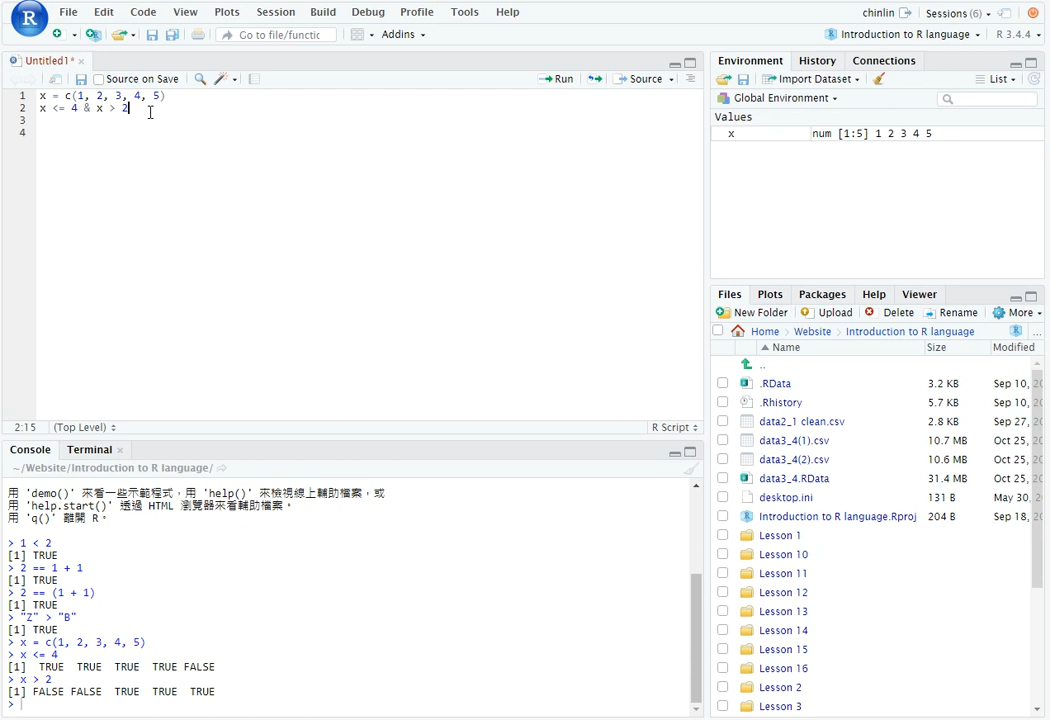 File Edit Code View Plots Session Build Debug Profile Tools Help
chinlin Sessions (6)
R
Go to file/functic Addins
Introduction to R language R 3.4.4
Untitled1* ×
Source on Save Run Source
1 x = c(1, 2, 3, 4, 5)
2 x <= 4 & x > 2
3
4
2:15 (Top Level) R Script
Console Terminal ×
~/Website/Introduction to R language/
用 'demo()' 來看一些示範程式，用 'help()' 來檢視線上輔助檔案，或
用 'help.start()' 透過 HTML 瀏覽器來看輔助檔案。
用 'q()' 離開 R。
> 1 < 2
[1] TRUE
> 2 == 1 + 1
[1] TRUE
> 2 == (1 + 1)
[1] TRUE
> "Z" > "B"
[1] TRUE
> x = c(1, 2, 3, 4, 5)
> x <= 4
[1] TRUE TRUE TRUE TRUE FALSE
> x > 2
[1] FALSE FALSE TRUE TRUE TRUE
>
Environment History Connections
Import Dataset List
Global Environment
Values
x num [1:5] 1 2 3 4 5
Files Plots Packages Help Viewer
New Folder Upload Delete Rename More
Home Website Introduction to R language R ...
Name Size Modified
..
.RData 3.2 KB Sep 10, 20
.Rhistory 5.7 KB Sep 10, 20
data2_1 clean.csv 2.8 KB Sep 27, 20
data3_4(1).csv 10.7 MB Oct 25, 20
data3_4(2).csv 10.6 MB Oct 25, 20
data3_4.RData 31.4 MB Oct 25, 20
desktop.ini 131 B May 30, 20
Introduction to R language.Rproj 204 B Sep 18, 20
Lesson 1
Lesson 10
Lesson 11
Lesson 12
Lesson 13
Lesson 14
Lesson 15
Lesson 16
Lesson 2
Lesson 3